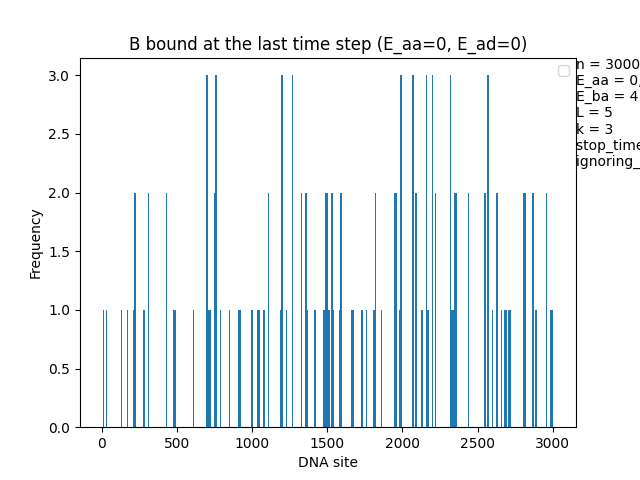 B bound at the last time step (E_aa=0, E_ad=0)
n = 3000
E_aa = 0,
E_ba = 4
L = 5
k = 3
stop_time
ignoring_
Frequency
3.0
2.5
2.0
1.5
1.0
0.5
0.0
0 500 1000 1500 2000 2500 3000
DNA site